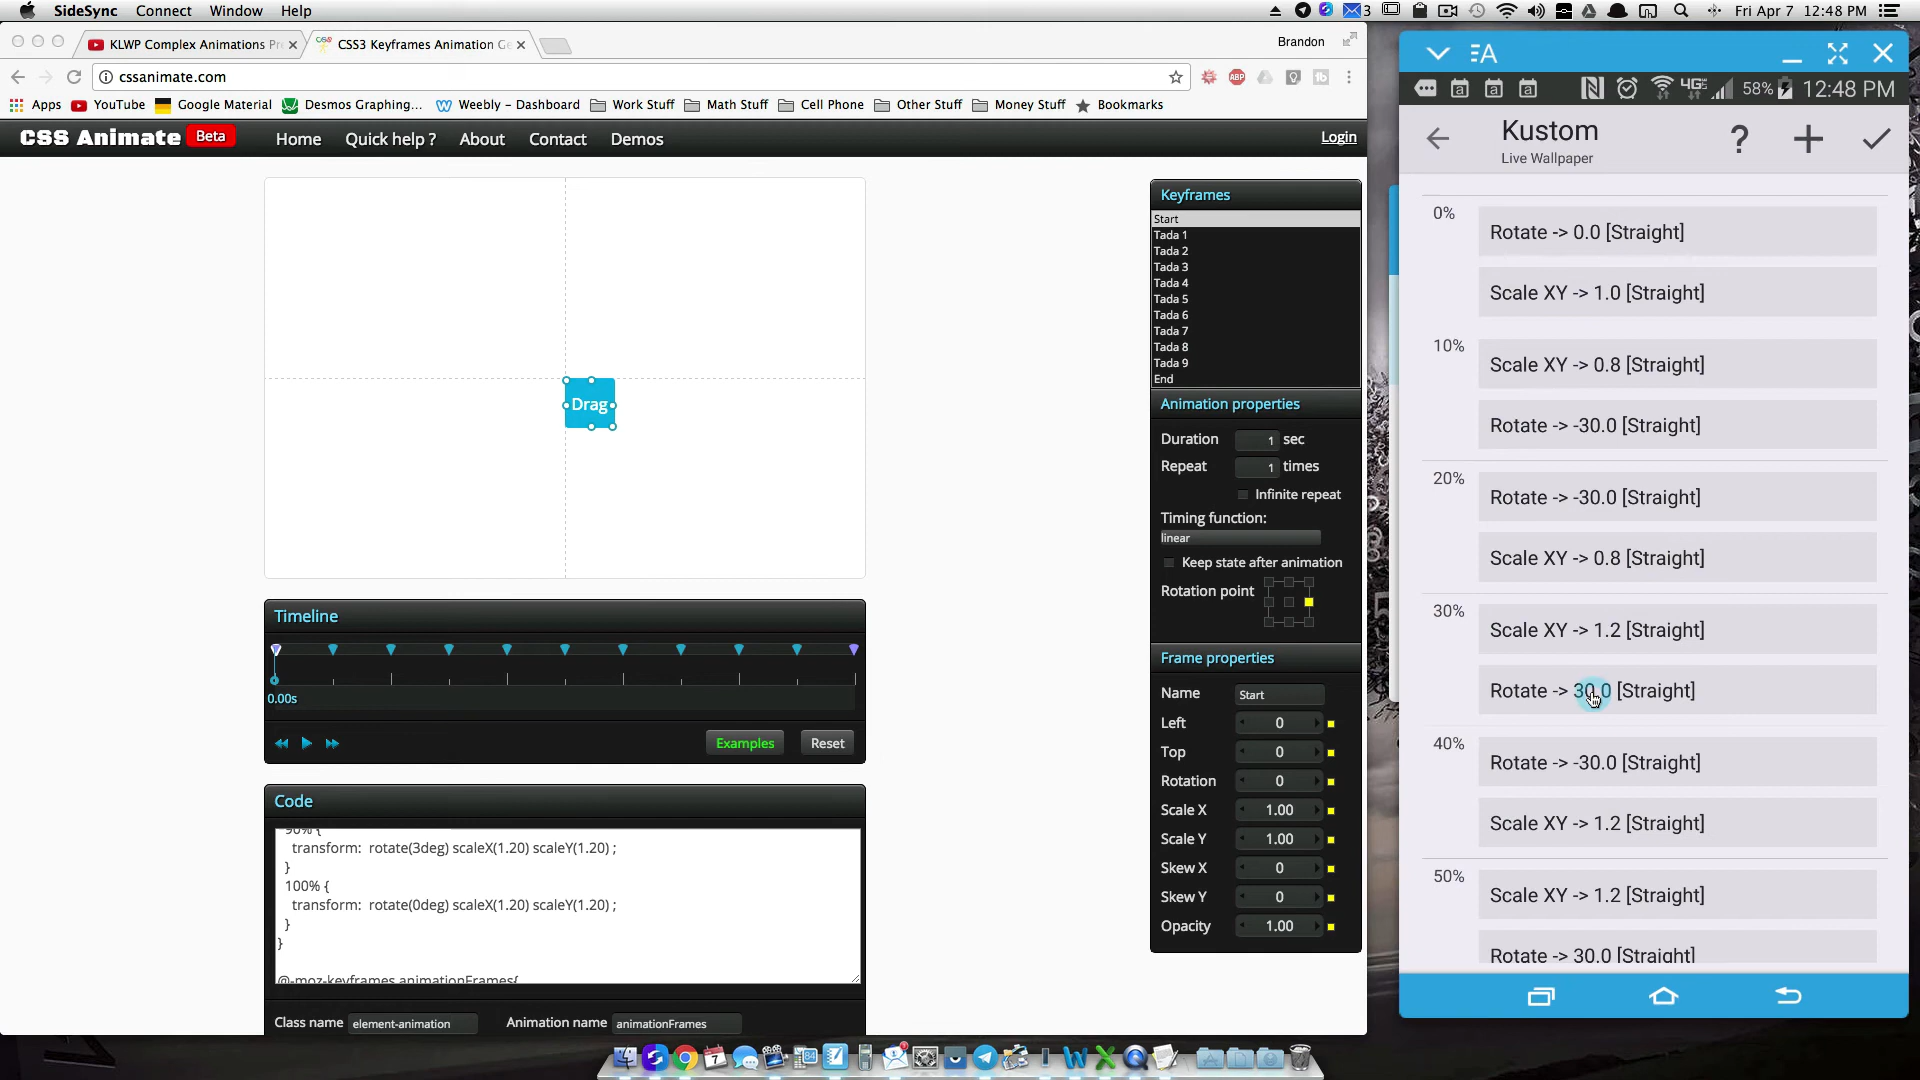 SideSync Connect Window Help
3 Fri Apr 7 12:48 PM
KLWP Complex Animations Pr
CSS3 Keyframes Animation Ge
Brandon
cssanimate.com
ABP
Apps YouTube Google Material Desmos Graphing... Weebly - Dashboard Work Stuff Math Stuff Cell Phone Other Stuff Money Stuff Bookmarks
CSS Animate Beta Home Quick help ? About Contact Demos Login
Drag
Timeline
0.00s
Examples Reset
Code
90% {
transform: rotate(3deg) scaleX(1.20) scaleY(1.20) ;
}
100% {
transform: rotate(0deg) scaleX(1.20) scaleY(1.20) ;
}
}
@-moz-keyframes animationFrames{
Class name element-animation Animation name animationFrames
Keyframes
Start
Tada 1
Tada 2
Tada 3
Tada 4
Tada 5
Tada 6
Tada 7
Tada 8
Tada 9
End
Animation properties
Duration 1 sec
Repeat 1 times
Infinite repeat
Timing function:
linear
Keep state after animation
Rotation point
Frame properties
Name Start
Left 0
Top 0
Rotation 0
Scale X 1.00
Scale Y 1.00
Skew X 0
Skew Y 0
Opacity 1.00
58% 12:48 PM
Kustom
Live Wallpaper
0% Rotate -> 0.0 [Straight]
Scale XY -> 1.0 [Straight]
10% Scale XY -> 0.8 [Straight]
Rotate -> -30.0 [Straight]
20% Rotate -> -30.0 [Straight]
Scale XY -> 0.8 [Straight]
30% Scale XY -> 1.2 [Straight]
Rotate -> 30.0 [Straight]
40% Rotate -> -30.0 [Straight]
Scale XY -> 1.2 [Straight]
50% Scale XY -> 1.2 [Straight]
Rotate -> 30.0 [Straight]